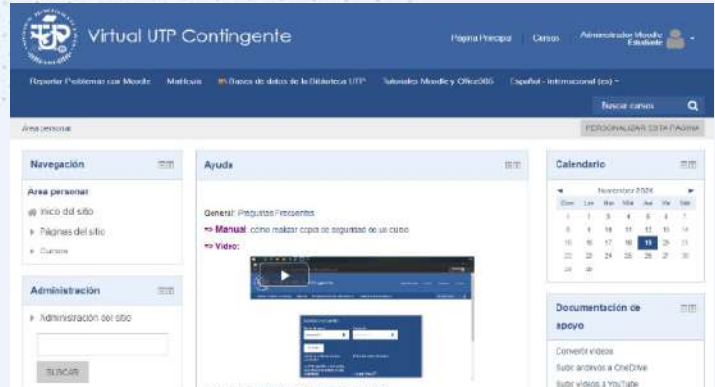 UTP
Virtual UTP Contingente
Página Principal
Cursos
Administrador Moodle
Estudiante
Reportar Problemas con Moodle
Matrícula
Bases de datos de la Biblioteca UTP
Tutoriales Moodle y Office365
Español - Internacional (es)
Buscar cursos
Área personal
PERSONALIZAR ESTA PÁGINA
Navegación
Área personal
Inicio del sitio
Páginas del sitio
Cursos
Administración
Administración del sitio
BUSCAR
Ayuda
General: Preguntas Frecuentes
=> Manual: cómo realizar copia de seguridad de un curso
=> Video:
Calendario
Dom Lun Mar Mié Jue Vie Sáb
1 2 3 4 5 6 7
8 9 10 11 12 13 14
15 16 17 18 19 20 21
22 23 24 25 26 27 28
29 30
Documentación de
apoyo
Convertir videos
Subir archivos a OneDrive
Subir videos a YouTube